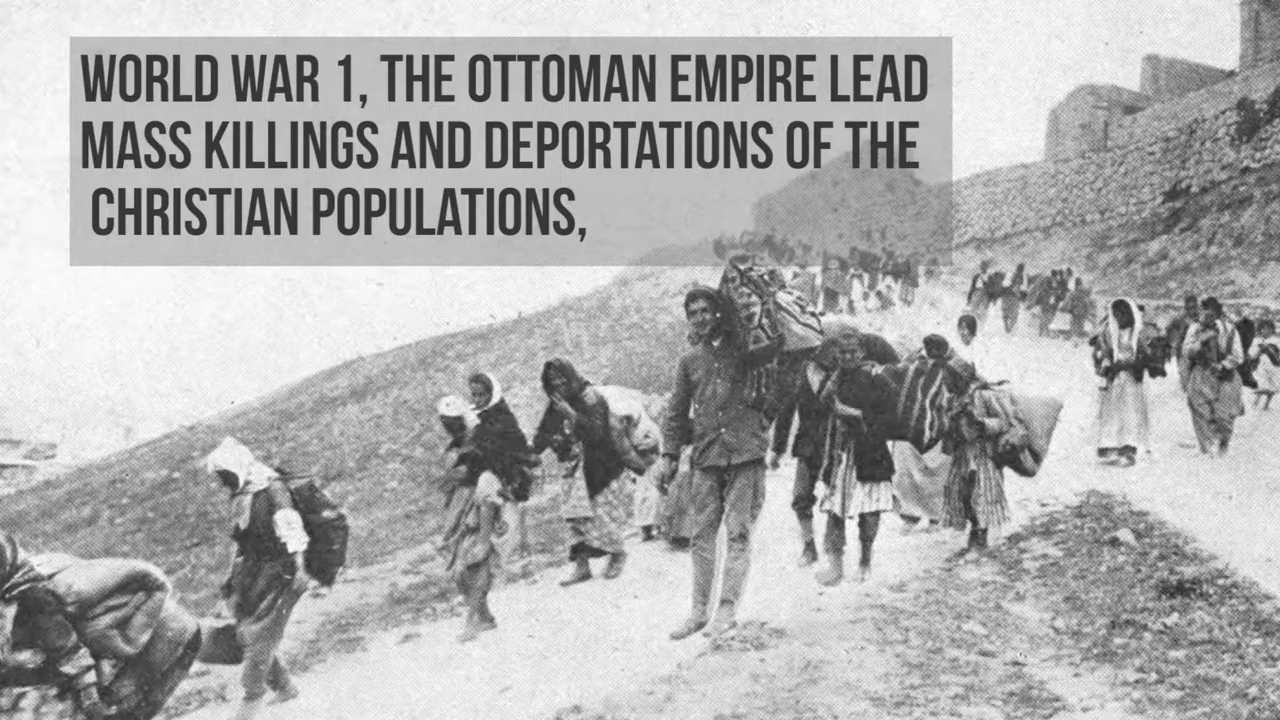 WORLD WAR 1, THE OTTOMAN EMPIRE LEAD
MASS KILLINGS AND DEPORTATIONS OF THE
CHRISTIAN POPULATIONS,